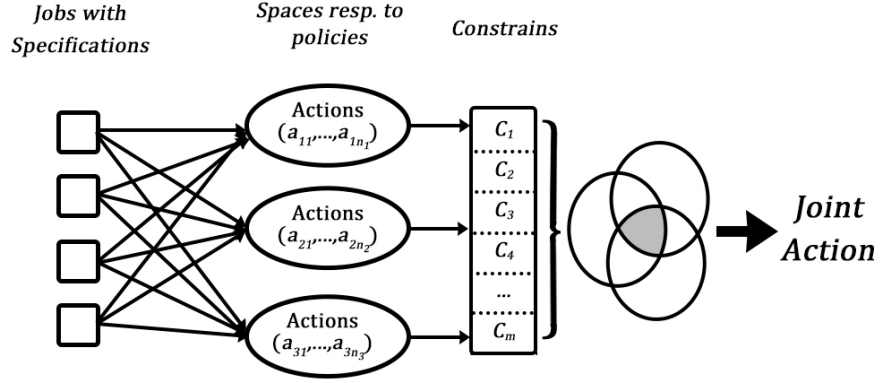 Jobs with
Specifications
Spaces resp. to
policies
Constrains
Actions
(a₁₁,...,a₁ₙ₁)
Actions
(a₂₁,...,a₂ₙ₂)
Actions
(a₃₁,...,a₃ₙ₃)
C₁
C₂
C₃
C₄
...
Cₘ
Joint
Action